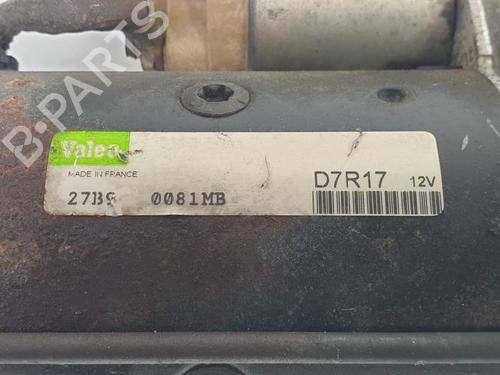 B-PARTS
Valeo
MADE IN FRANCE
D7R17 12V
27B9 0081MB